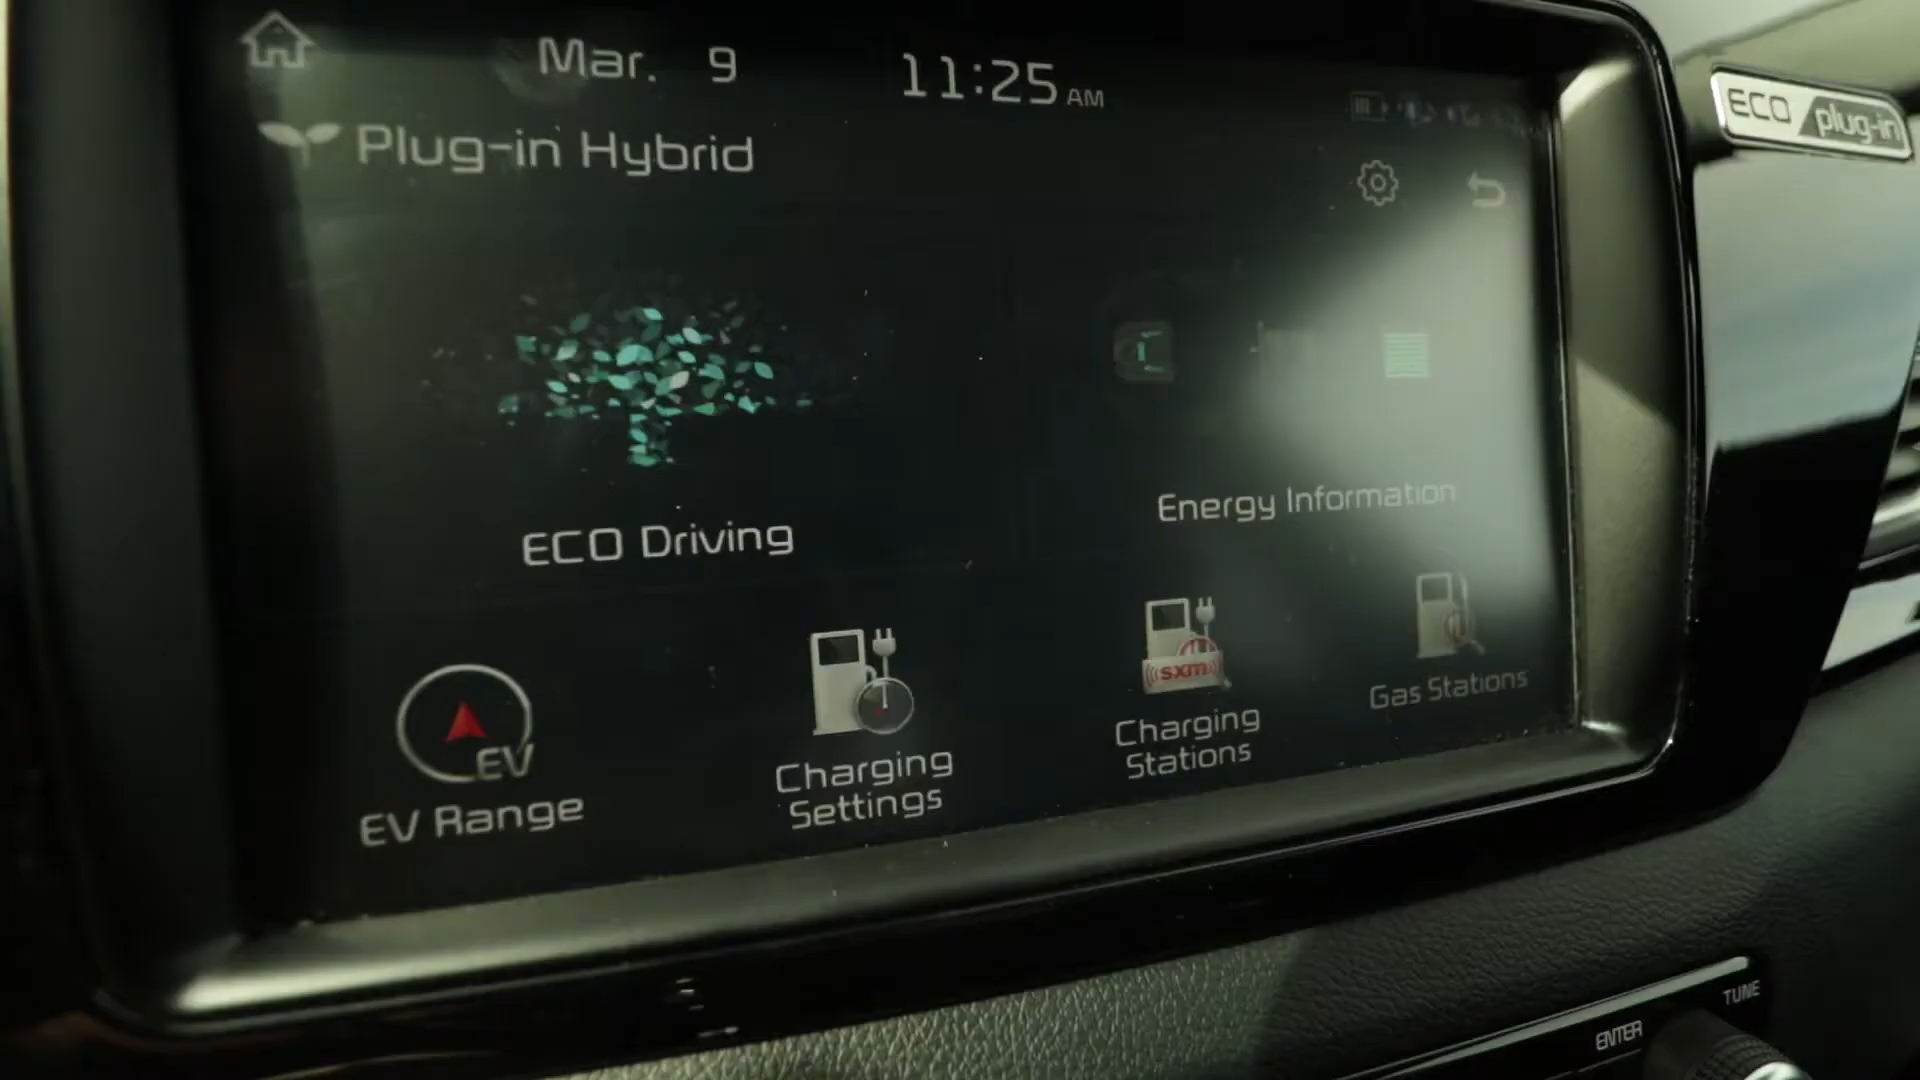 Mar. 9 11:25 AM
ECO plug-in
Plug-in Hybrid
ECO Driving
Energy Information
EV
EV Range
Charging
Settings
sxm
Charging
Stations
Gas Stations
TUNE
ENTER